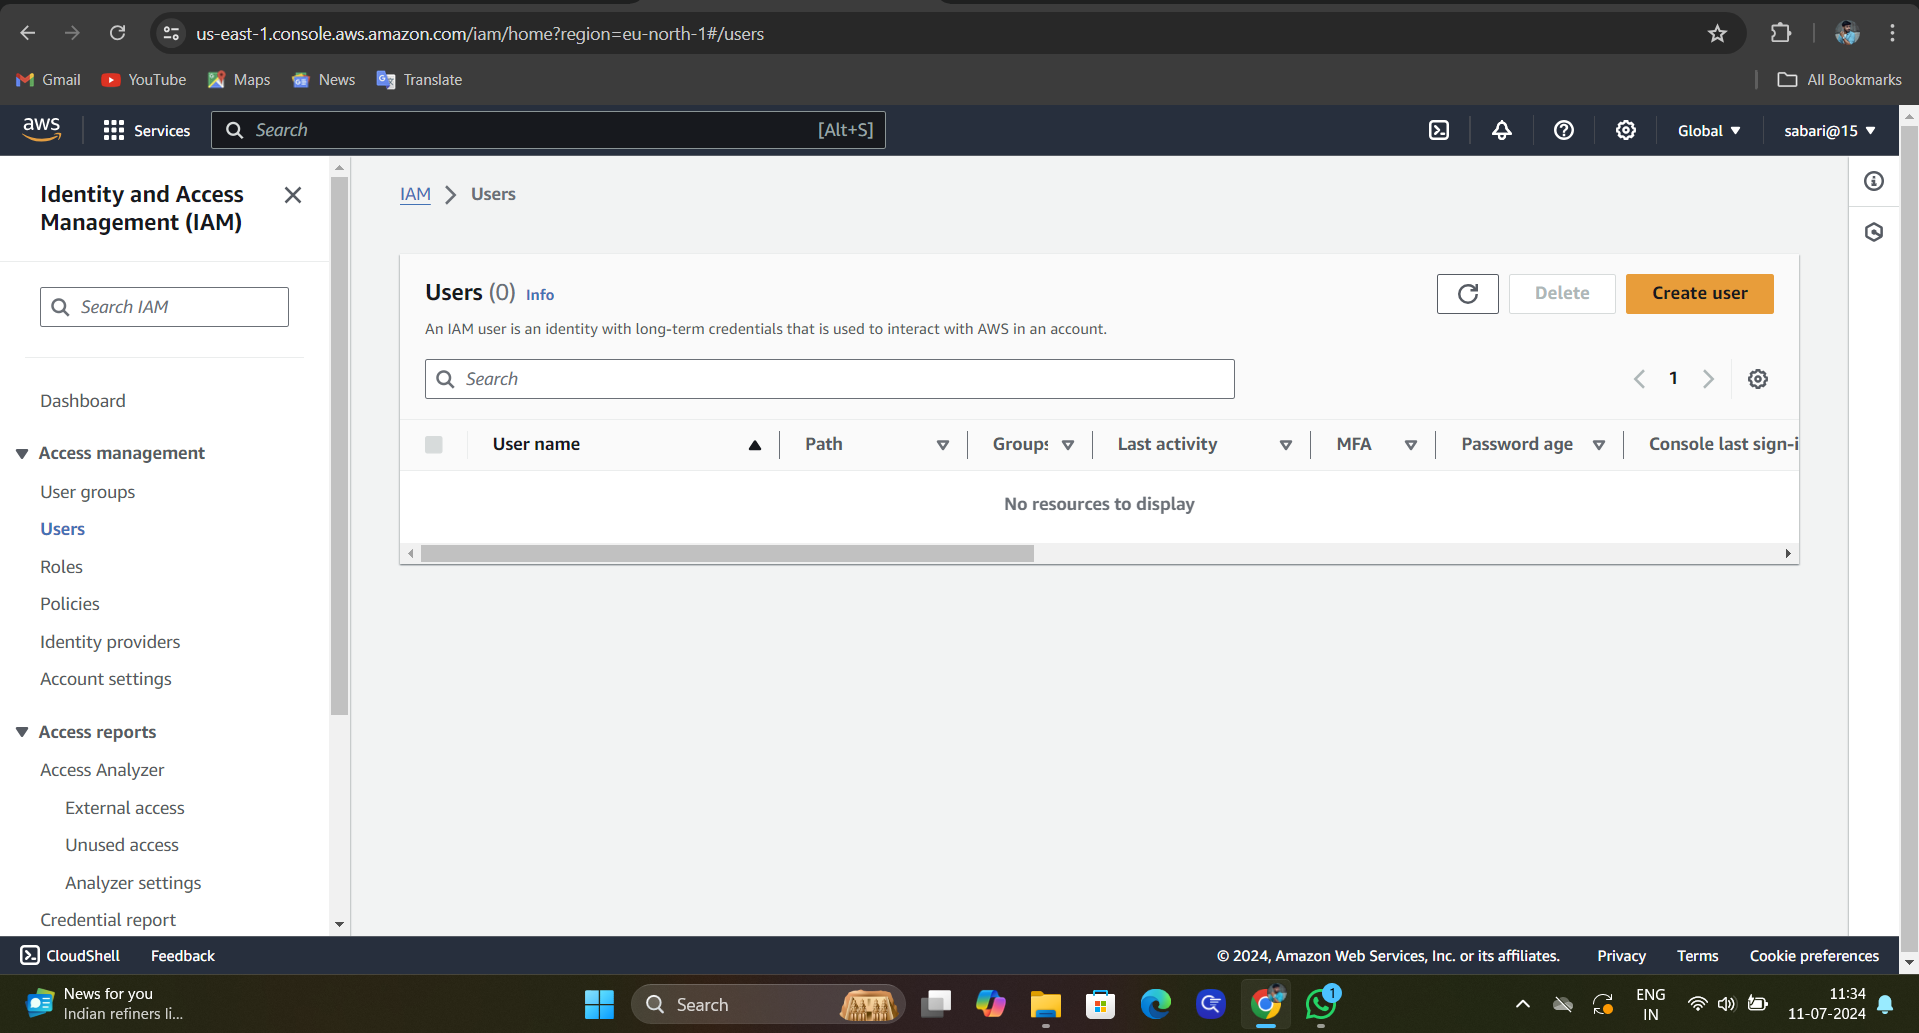 us-east-1.console.aws.amazon.com/iam/home?region=eu-north-1#/users
Gmail YouTube Maps News Translate All Bookmarks
aws Services Search [Alt+S] Global sabari@15
Identity and Access
Management (IAM)
Search IAM
Dashboard
Access management
User groups
Users
Roles
Policies
Identity providers
Account settings
Access reports
Access Analyzer
External access
Unused access
Analyzer settings
Credential report
IAM Users
Users (0) Info
Delete
Create user
An IAM user is an identity with long-term credentials that is used to interact with AWS in an account.
Search
1
User name Path Groups Last activity MFA Password age Console last sign-i
No resources to display
CloudShell Feedback © 2024, Amazon Web Services, Inc. or its affiliates. Privacy Terms Cookie preferences
News for you
Indian refiners li...
Search
1
ENG
IN
11:34
11-07-2024